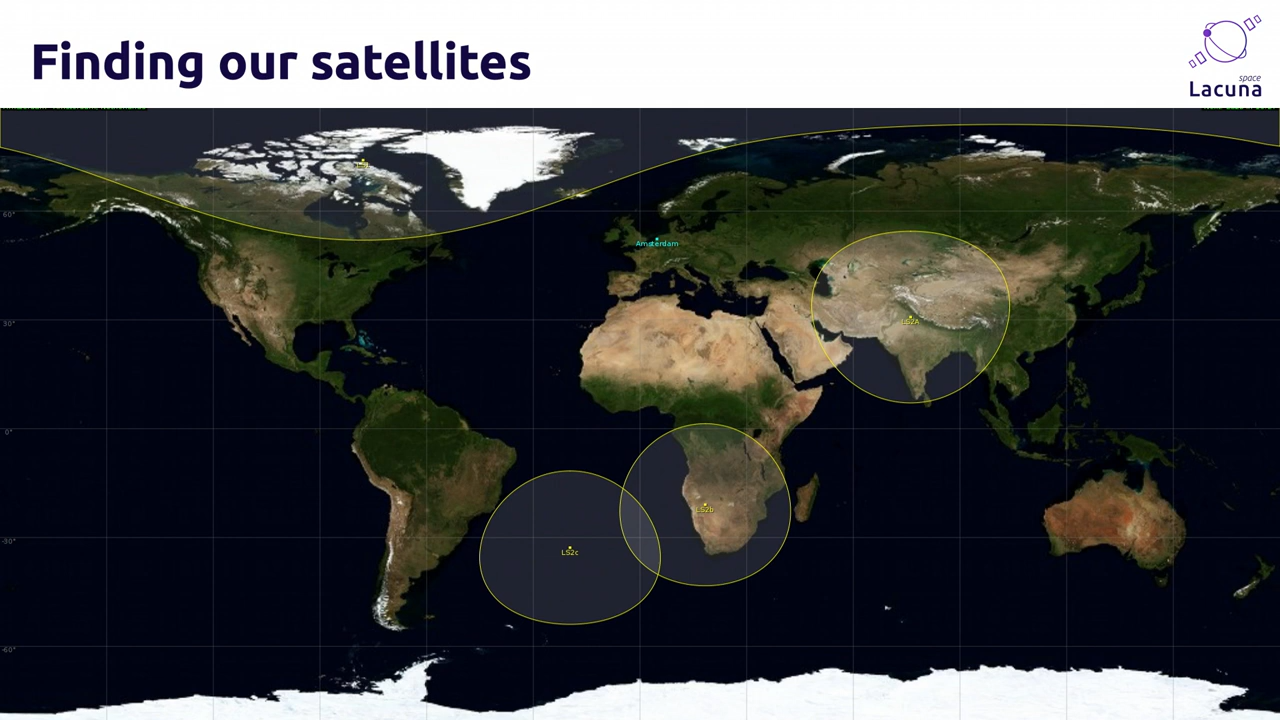 Finding our satellites
space
Lacuna
60°
Amsterdam
30°
LS2A
0°
LS2b
-30°
LS2c
-60°